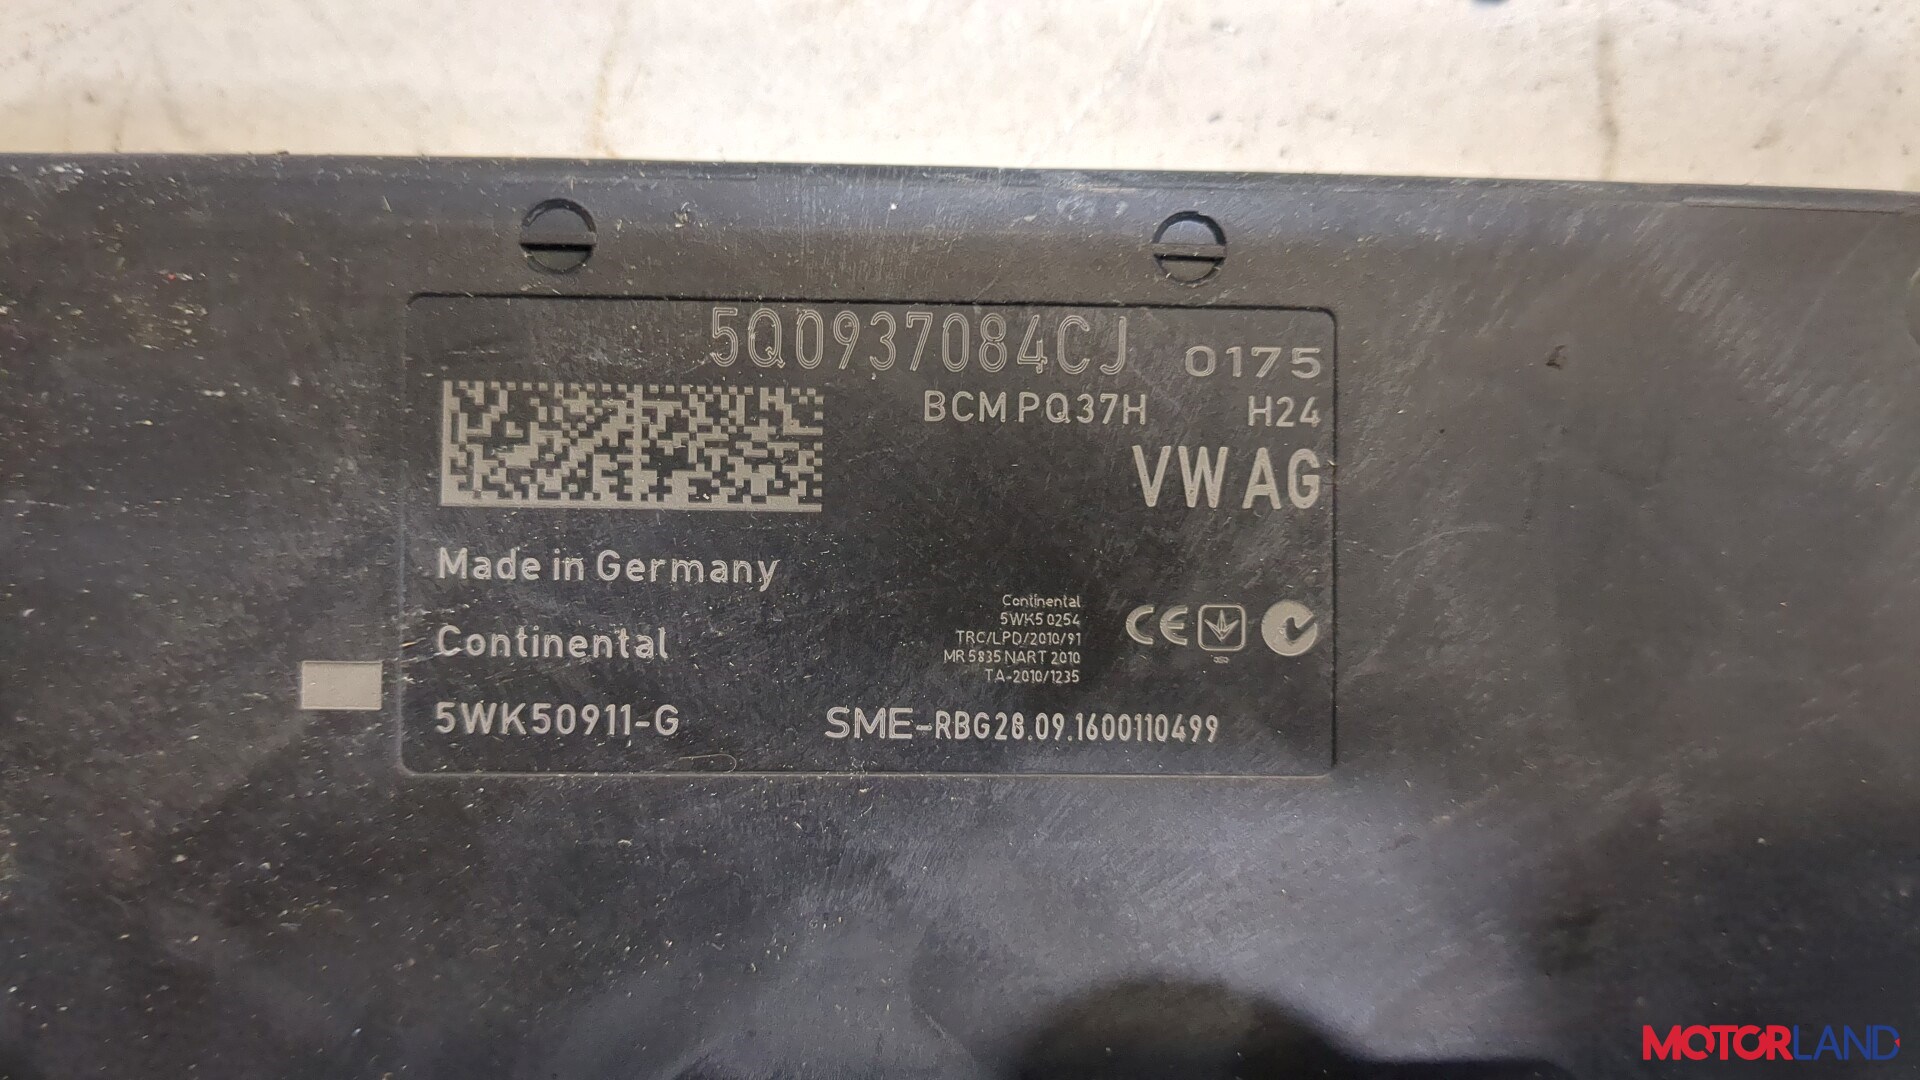 5Q0937084CJ 0175
BCM PQ37H H24
VW AG
Made in Germany
Continental
5WK5 0254
TRC/LPD/2010/91
MR 5835 NART 2010
TA-2010/1235
CE
Continental
5WK50911-G
SME-RBG28.09.1600110499
MOTORLAND